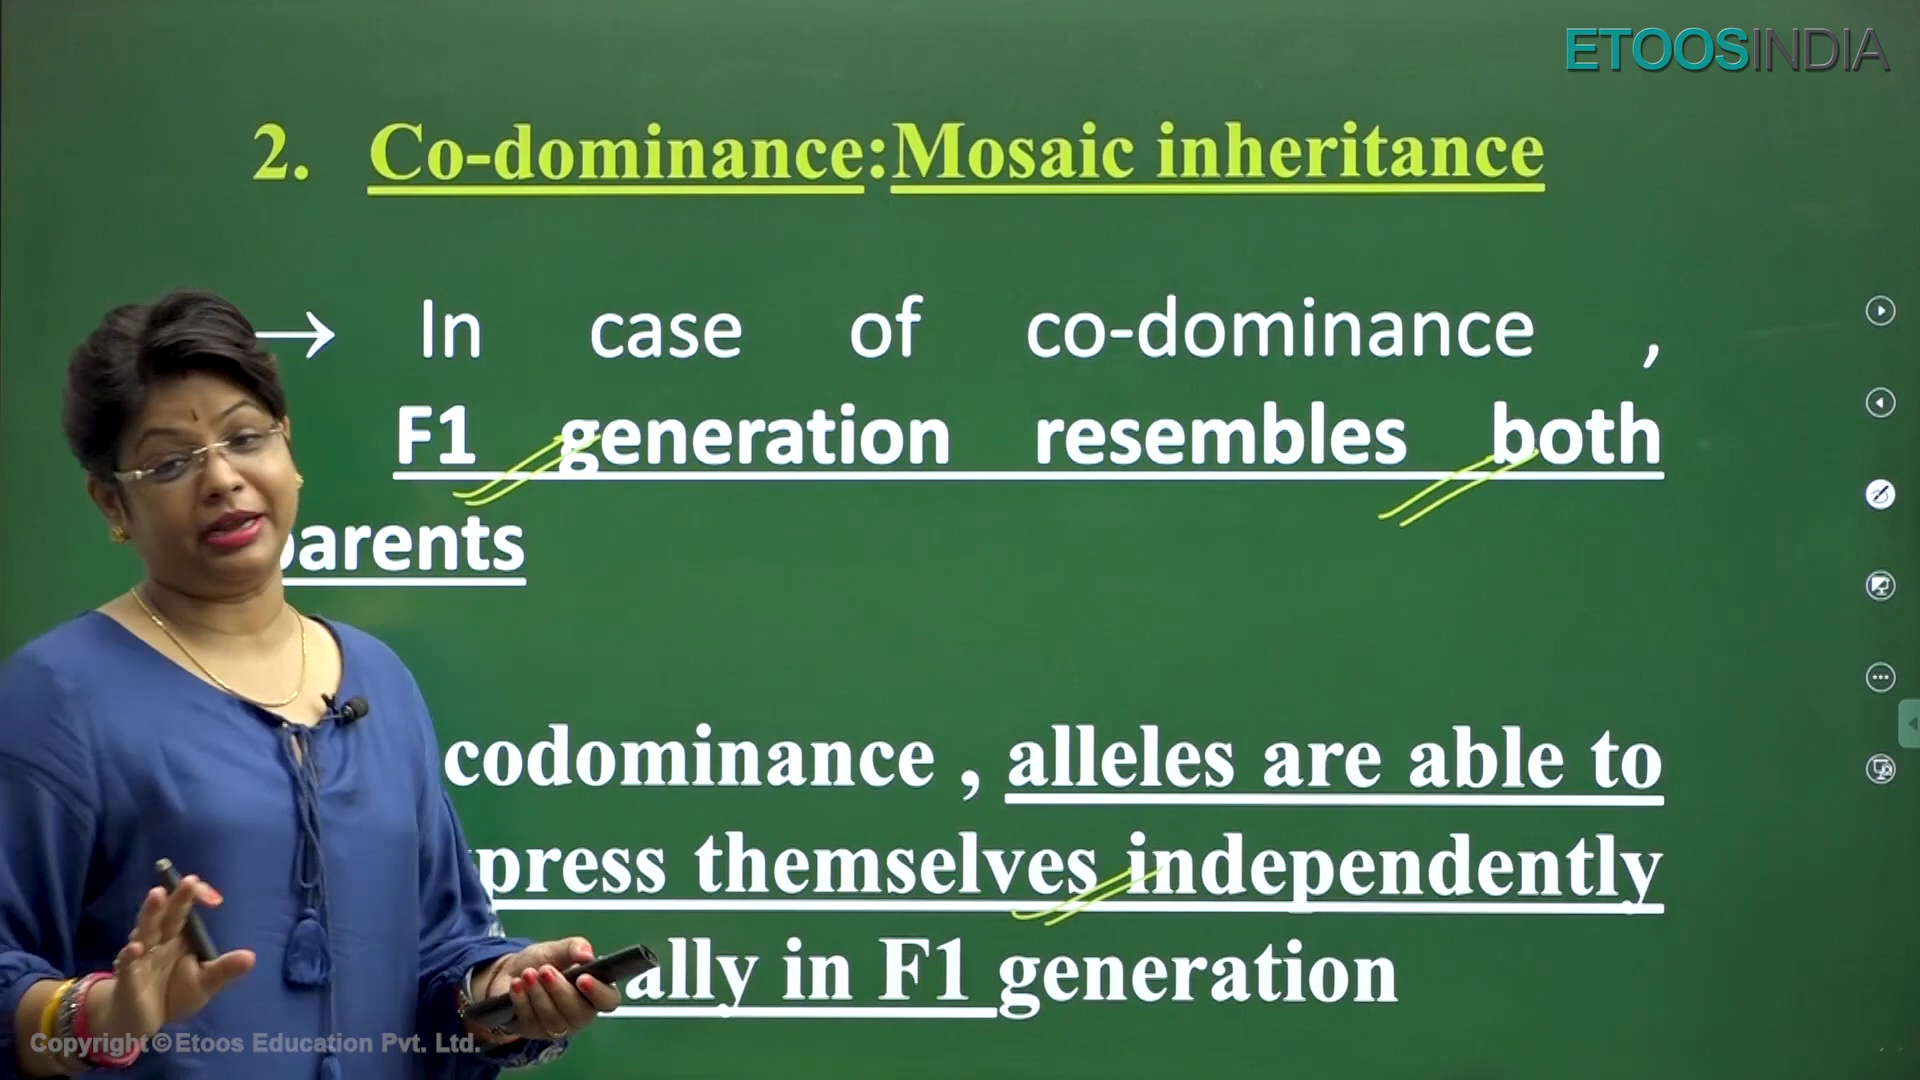 ETOOSINDIA
2. Co-dominance:Mosaic inheritance
→ In case of co-dominance ,
F1 generation resembles both
parents
codominance , alleles are able to
themselves independently
in F1 generation
Copyright © Etoos Education Pvt. Ltd.